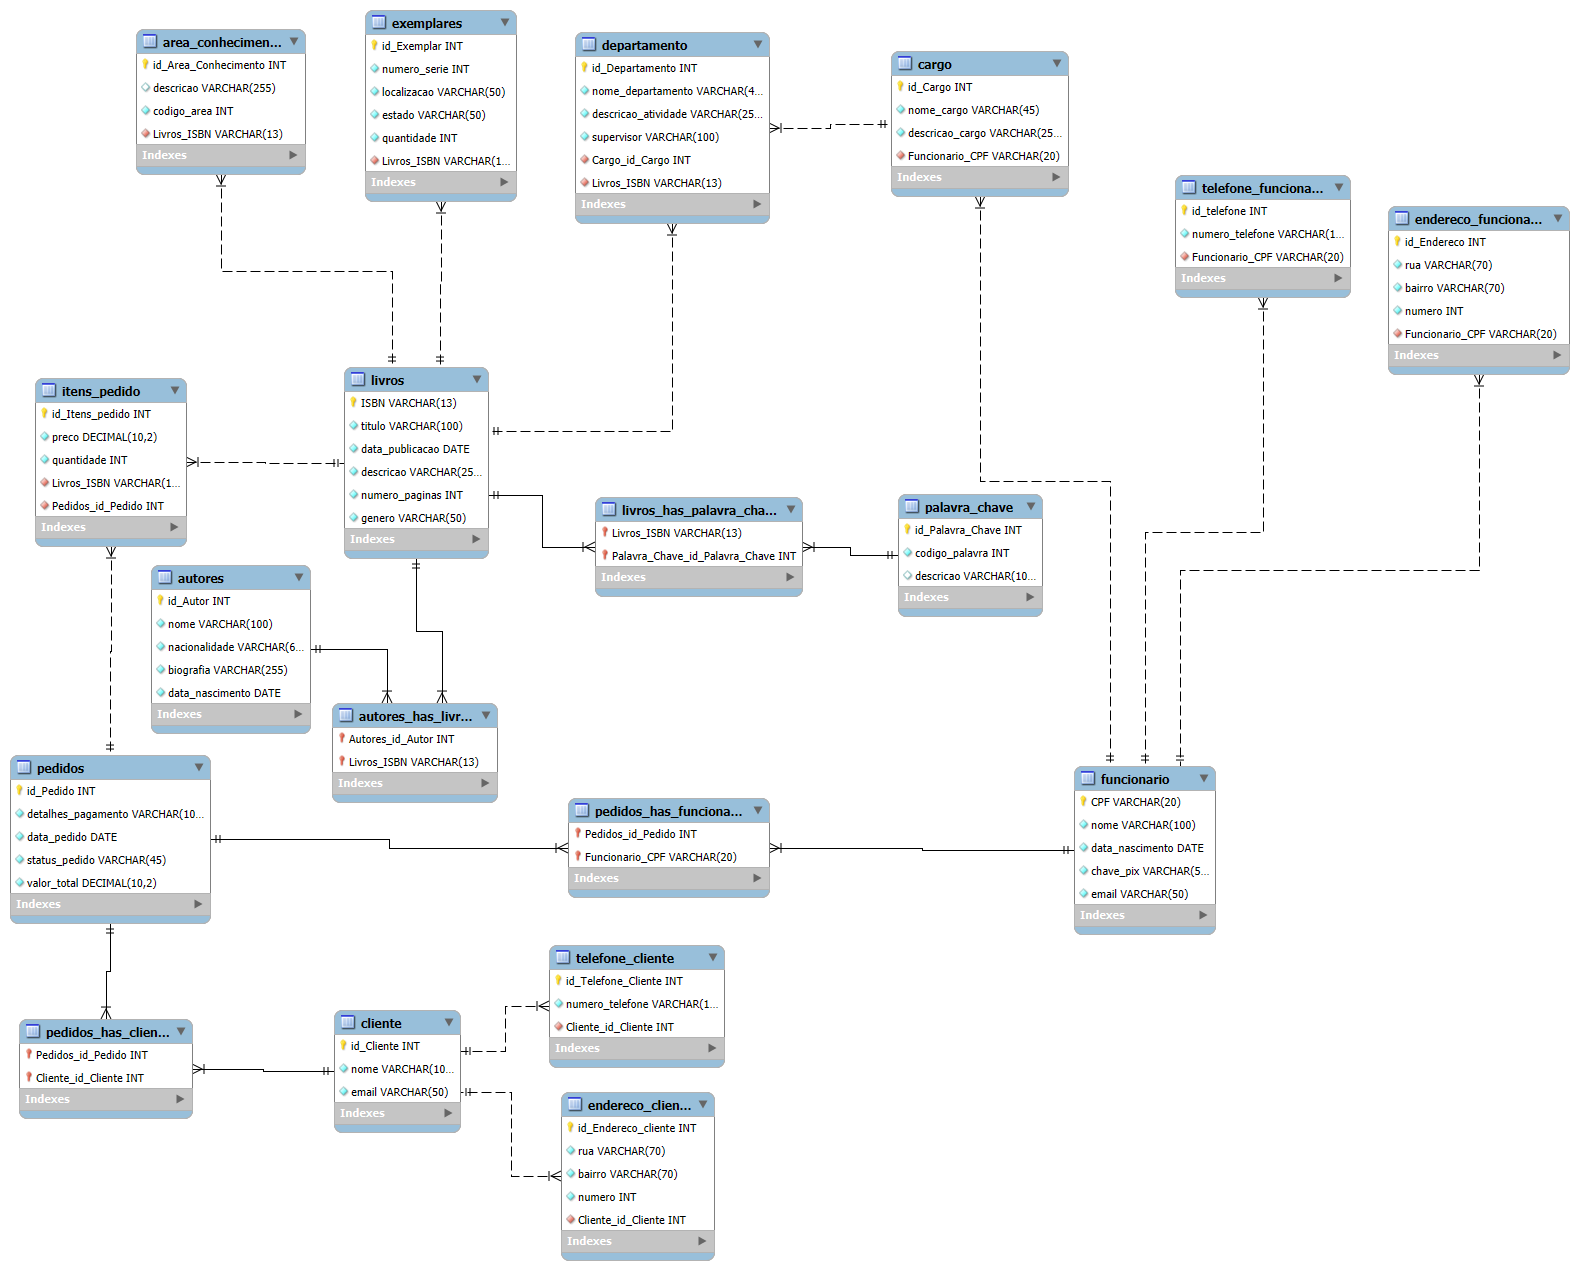 area_conhecimen...
id_Area_Conhecimento INT
descricao VARCHAR(255)
codigo_area INT
Livros_ISBN VARCHAR(13)
Indexes
exemplares
id_Exemplar INT
numero_serie INT
localizacao VARCHAR(50)
estado VARCHAR(50)
quantidade INT
Livros_ISBN VARCHAR(1...
Indexes
departamento
id_Departamento INT
nome_departamento VARCHAR(4...
descricao_atividade VARCHAR(25...
supervisor VARCHAR(100)
Cargo_id_Cargo INT
Livros_ISBN VARCHAR(13)
Indexes
cargo
id_Cargo INT
nome_cargo VARCHAR(45)
descricao_cargo VARCHAR(25...
Funcionario_CPF VARCHAR(20)
Indexes
telefone_funciona...
id_telefone INT
numero_telefone VARCHAR(1...
Funcionario_CPF VARCHAR(20)
Indexes
endereco_funciona...
id_Endereco INT
rua VARCHAR(70)
bairro VARCHAR(70)
numero INT
Funcionario_CPF VARCHAR(20)
Indexes
itens_pedido
id_Itens_pedido INT
preco DECIMAL(10,2)
quantidade INT
Livros_ISBN VARCHAR(1...
Pedidos_id_Pedido INT
Indexes
livros
ISBN VARCHAR(13)
titulo VARCHAR(100)
data_publicacao DATE
descricao VARCHAR(25...
numero_paginas INT
genero VARCHAR(50)
Indexes
livros_has_palavra_cha...
Livros_ISBN VARCHAR(13)
Palavra_Chave_id_Palavra_Chave INT
Indexes
palavra_chave
id_Palavra_Chave INT
codigo_palavra INT
descricao VARCHAR(10...
Indexes
autores
id_Autor INT
nome VARCHAR(100)
nacionalidade VARCHAR(6...
biografia VARCHAR(255)
data_nascimento DATE
Indexes
autores_has_livr...
Autores_id_Autor INT
Livros_ISBN VARCHAR(13)
Indexes
pedidos
id_Pedido INT
detalhes_pagamento VARCHAR(10...
data_pedido DATE
status_pedido VARCHAR(45)
valor_total DECIMAL(10,2)
Indexes
pedidos_has_funciona...
Pedidos_id_Pedido INT
Funcionario_CPF VARCHAR(20)
Indexes
funcionario
CPF VARCHAR(20)
nome VARCHAR(100)
data_nascimento DATE
chave_pix VARCHAR(5...
email VARCHAR(50)
Indexes
pedidos_has_clien...
Pedidos_id_Pedido INT
Cliente_id_Cliente INT
Indexes
cliente
id_Cliente INT
nome VARCHAR(10...
email VARCHAR(50)
Indexes
telefone_cliente
id_Telefone_Cliente INT
numero_telefone VARCHAR(1...
Cliente_id_Cliente INT
Indexes
endereco_clien...
id_Endereco_cliente INT
rua VARCHAR(70)
bairro VARCHAR(70)
numero INT
Cliente_id_Cliente INT
Indexes